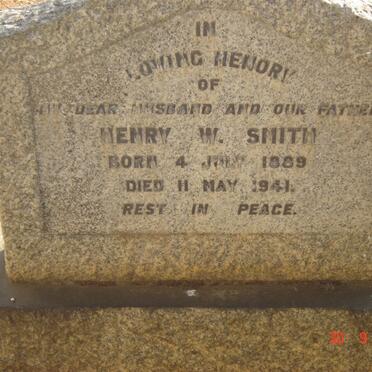 IN
LOVING MEMORY
OF
MY DEAR HUSBAND AND OUR FATHER
HENRY W. SMITH
BORN 4 JULY 1889
DIED 11 MAY 1941.
REST IN PEACE.